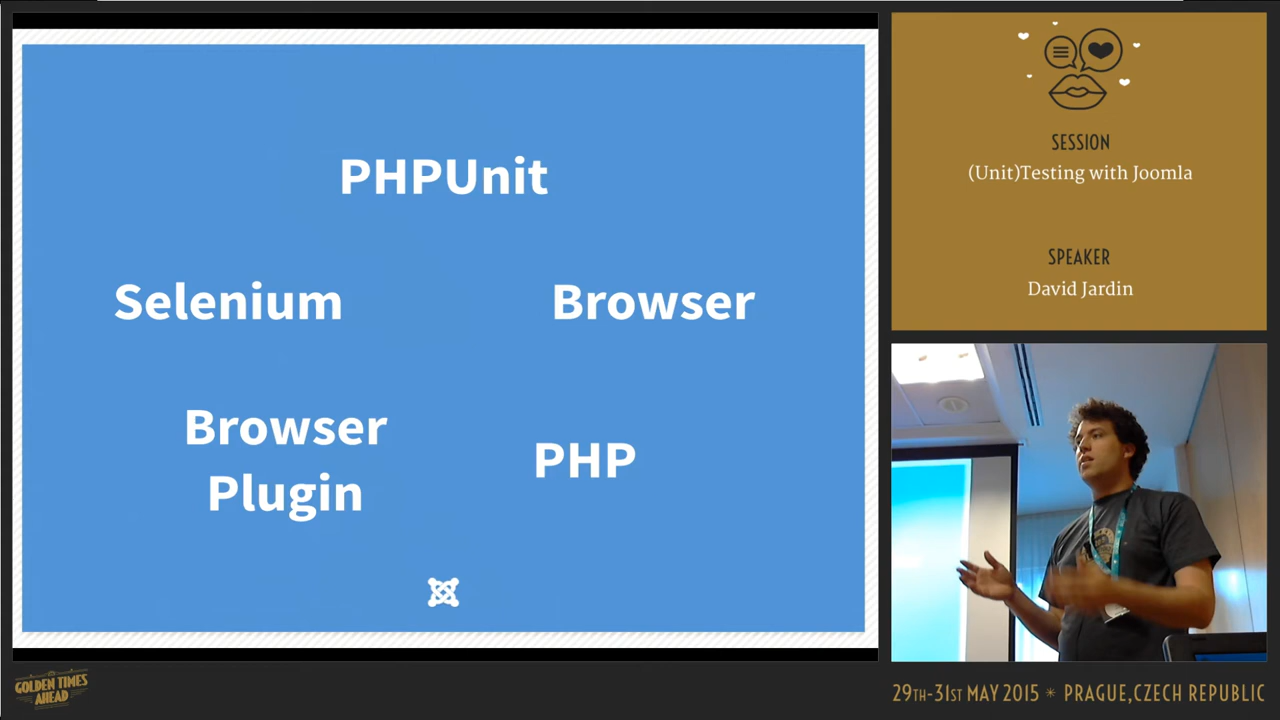 PHPUnit
Selenium
Browser
Browser
Plugin
PHP
SESSION
(Unit)Testing with Joomla
SPEAKER
David Jardin
GOLDEN TIMES
AHEAD
29TH-31ST MAY 2015 * PRAGUE,CZECH REPUBLIC